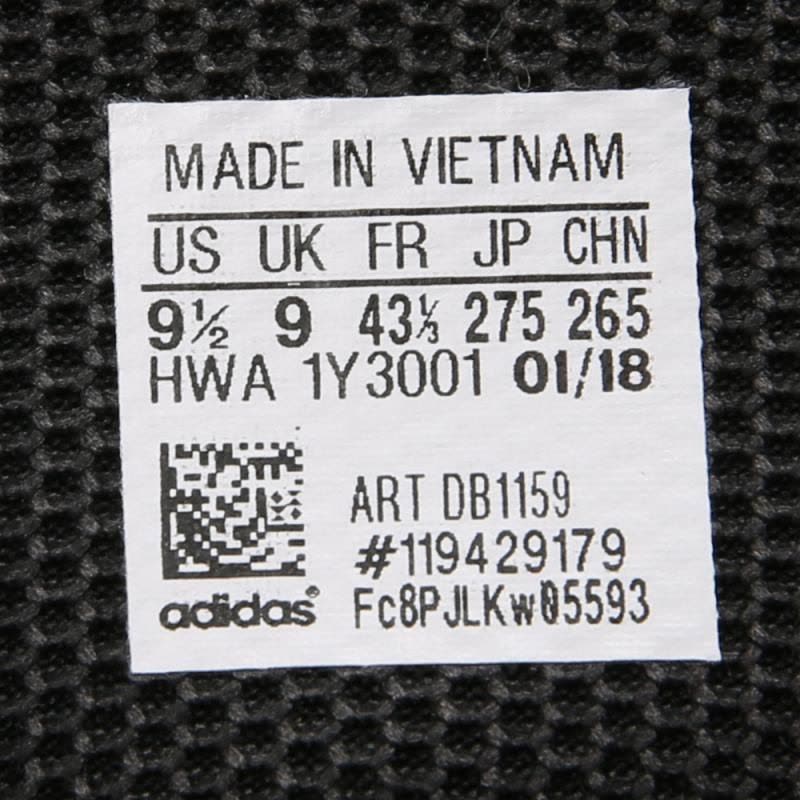 MADE IN VIETNAM
US UK FR JP CHN
9½ 9 43⅓ 275 265
HWA 1Y3001 01/18
ART DB1159
#119429179
adidas® Fc8PJLKw05593